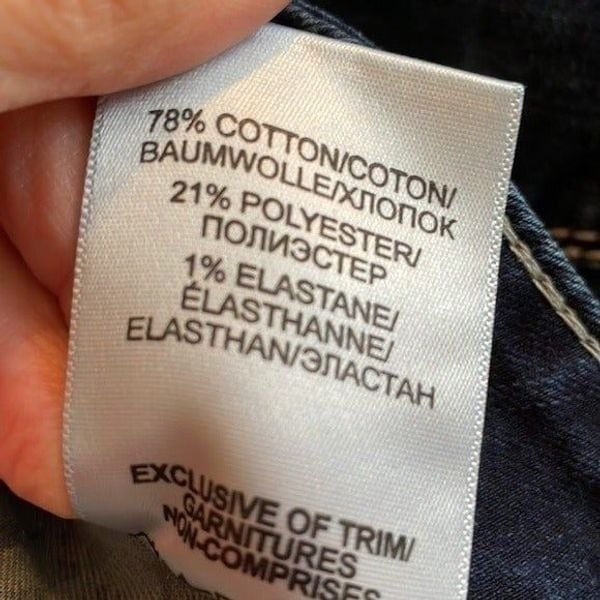 78% COTTON/COTON/
BAUMWOLLE/ХЛОПОК
21% POLYESTER/
ПОЛИЭСТЕР
1% ELASTANE/
ÉLASTHANNE/
ELASTHAN/ЭЛАСТАН
EXCLUSIVE OF TRIM/
GARNITURES
NON-COMPRISES